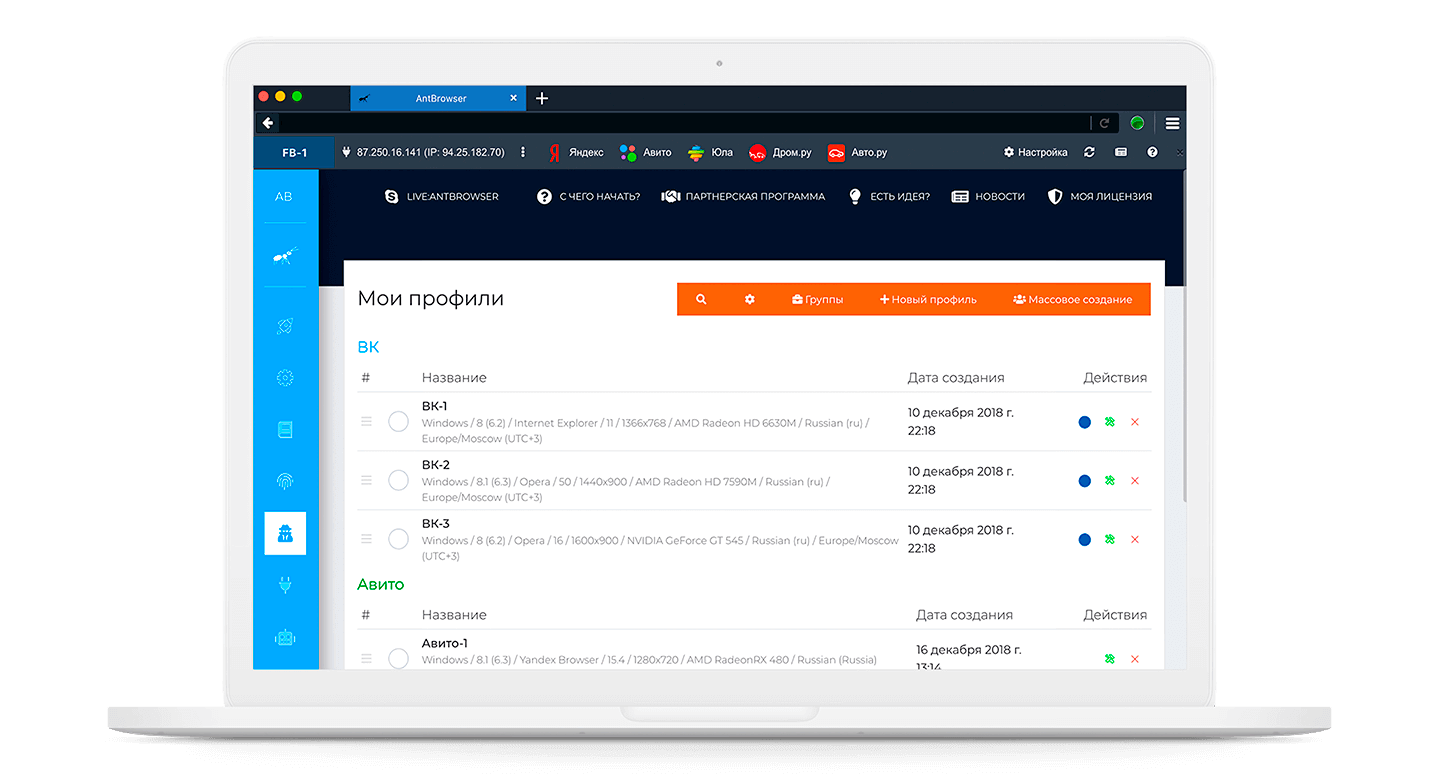 AntBrowser
FB-1
87.250.16.141 (IP: 94.25.182.70)
Яндекс
Авито
Юла
Дром.ру
Авто.ру
Настройка
AB
LIVE:ANTBROWSER
С ЧЕГО НАЧАТЬ?
ПАРТНЕРСКАЯ ПРОГРАММА
ЕСТЬ ИДЕЯ?
НОВОСТИ
МОЯ ЛИЦЕНЗИЯ
Мои профили
Группы
Новый профиль
Массовое создание
ВК
# Название Дата создания Действия
ВК-1
Windows / 8 (6.2) / Internet Explorer / 11 / 1366x768 / AMD Radeon HD 6630M / Russian (ru) /
Europe/Moscow (UTC+3)
10 декабря 2018 г.
22:18
ВК-2
Windows / 8.1 (6.3) / Opera / 50 / 1440x900 / AMD Radeon HD 7590M / Russian (ru) /
Europe/Moscow (UTC+3)
10 декабря 2018 г.
22:18
ВК-3
Windows / 8 (6.2) / Opera / 16 / 1600x900 / NVIDIA GeForce GT 545 / Russian (ru) / Europe/Moscow
(UTC+3)
10 декабря 2018 г.
22:18
Авито
# Название Дата создания Действия
Авито-1
Windows / 8.1 (6.3) / Yandex Browser / 15.4 / 1280x720 / AMD RadeonRX 480 / Russian (Russia)
16 декабря 2018 г.
13:14